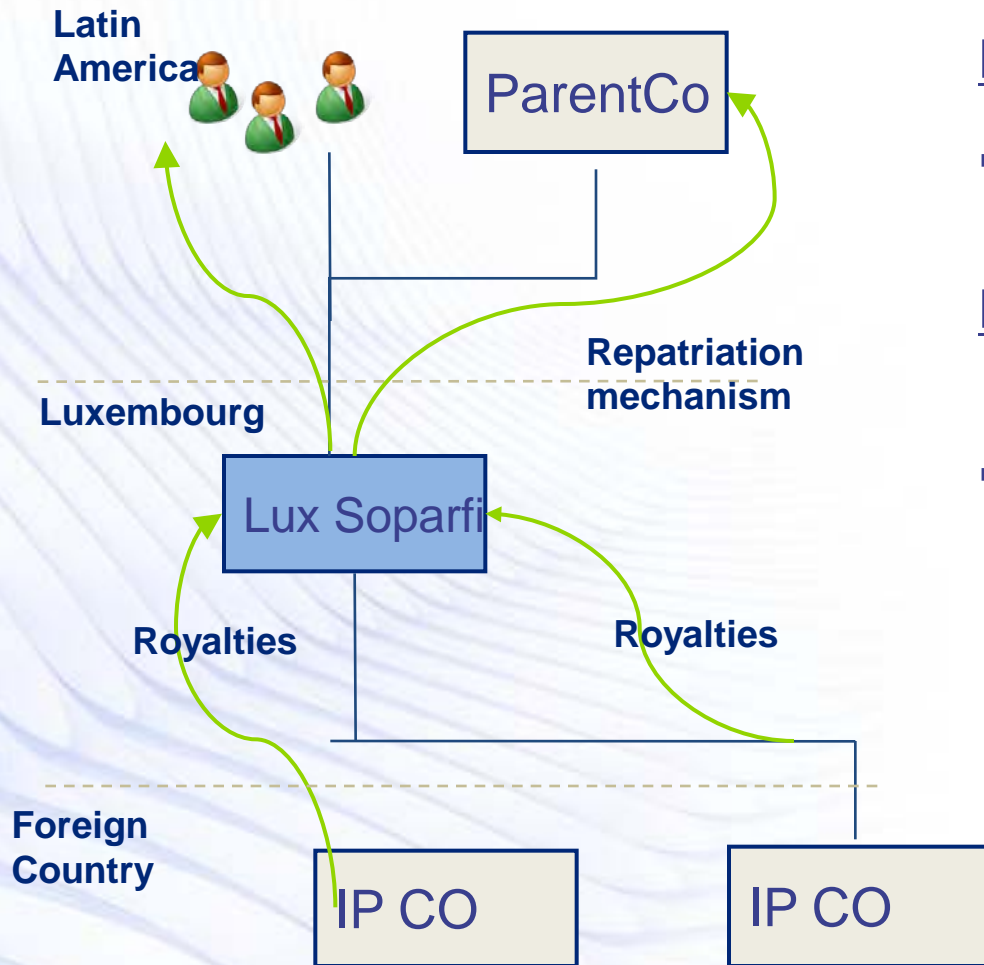 Latin
America
ParentCo
Repatriation
mechanism
Luxembourg
Lux Soparfi
Royalties
Royalties
Foreign
Country
IP CO
IP CO